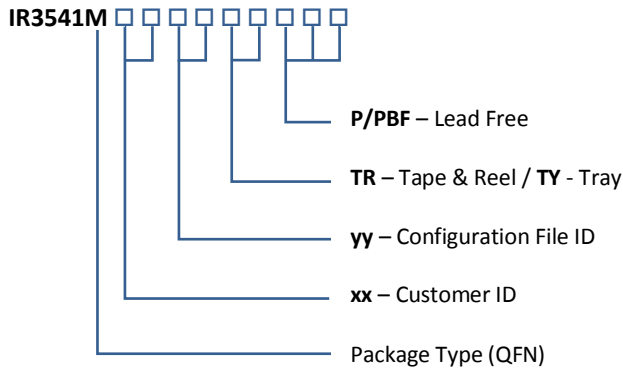 IR3541M □ □ □ □ □ □ □ □ □
P/PBF – Lead Free
TR – Tape & Reel / TY - Tray
yy – Configuration File ID
xx – Customer ID
Package Type (QFN)